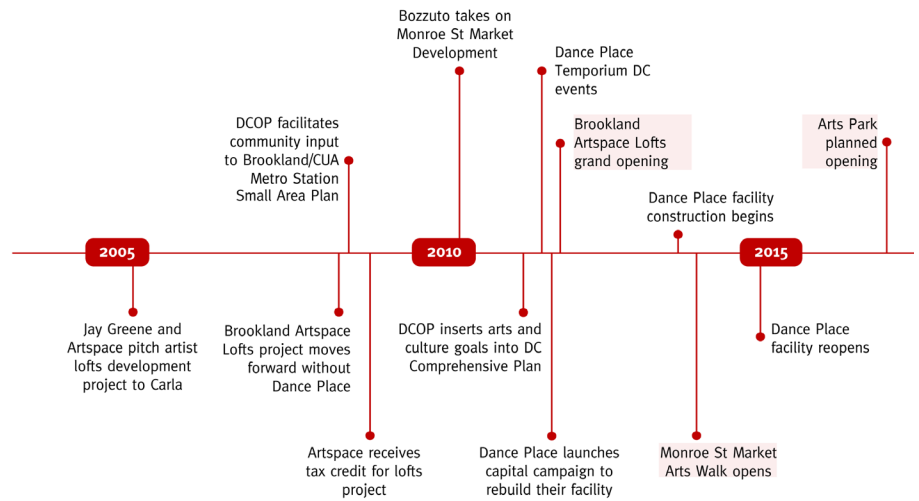 Bozzuto takes on
Monroe St Market
Development
Dance Place
Temporium DC
events
DCOP facilitates
community input
to Brookland/CUA
Metro Station
Small Area Plan
Brookland
Artspace Lofts
grand opening
Arts Park
planned
opening
Dance Place facility
construction begins
2005
2010
2015
Jay Greene and
Artspace pitch artist
lofts development
project to Carla
Brookland Artspace
Lofts project moves
forward without
Dance Place
DCOP inserts arts and
culture goals into DC
Comprehensive Plan
Dance Place
facility reopens
Artspace receives
tax credit for lofts
project
Dance Place launches
capital campaign to
rebuild their facility
Monroe St Market
Arts Walk opens